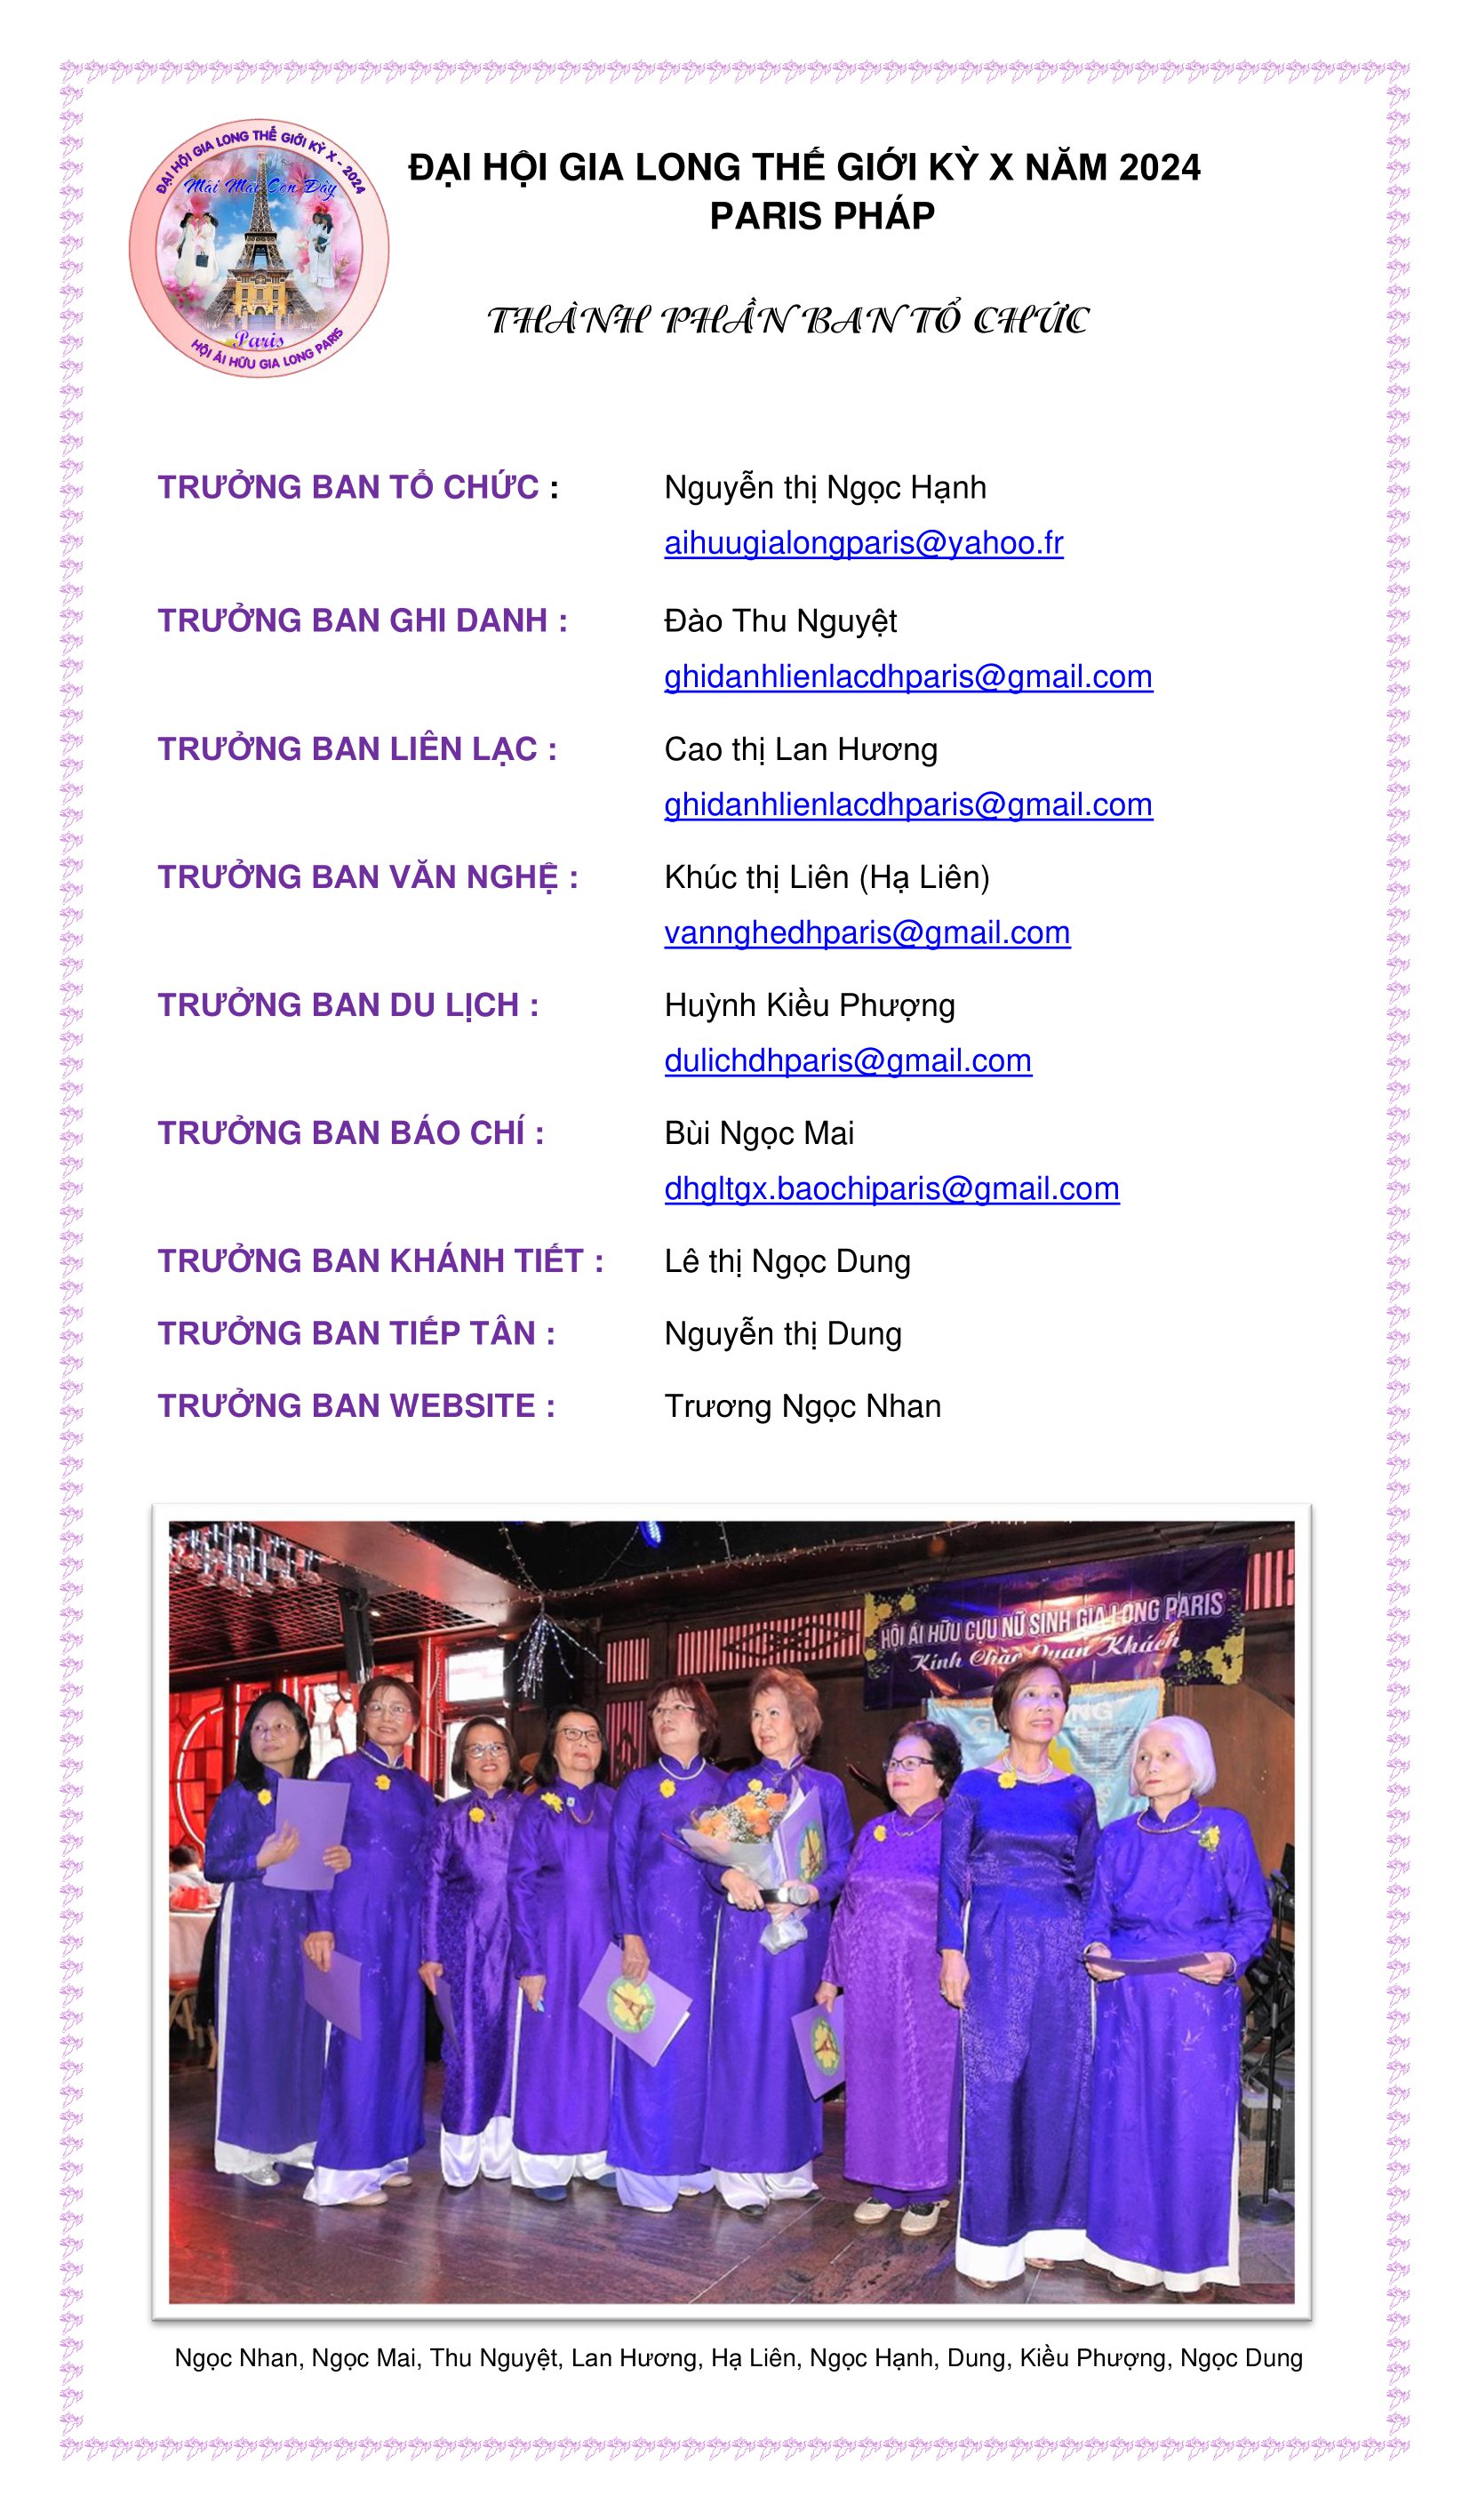 ĐẠI HỘI GIA LONG THẾ GIỚI KỲ X - 2024
Mãi Mãi Còn Đây
Paris
HỘI ÁI HỮU GIA LONG PARIS
ĐẠI HỘI GIA LONG THẾ GIỚI KỲ X NĂM 2024
PARIS PHÁP
THÀNH PHẦN BAN TỔ CHỨC
TRƯỞNG BAN TỔ CHỨC : Nguyễn thị Ngọc Hạnh
aihuugialongparis@yahoo.fr
TRƯỞNG BAN GHI DANH : Đào Thu Nguyệt
ghidanhlienlacdhparis@gmail.com
TRƯỞNG BAN LIÊN LẠC : Cao thị Lan Hương
ghidanhlienlacdhparis@gmail.com
TRƯỞNG BAN VĂN NGHỆ : Khúc thị Liên (Hạ Liên)
vannghedhparis@gmail.com
TRƯỞNG BAN DU LỊCH : Huỳnh Kiều Phượng
dulichdhparis@gmail.com
TRƯỞNG BAN BÁO CHÍ : Bùi Ngọc Mai
dhgltgx.baochiparis@gmail.com
TRƯỞNG BAN KHÁNH TIẾT : Lê thị Ngọc Dung
TRƯỞNG BAN TIẾP TÂN : Nguyễn thị Dung
TRƯỞNG BAN WEBSITE : Trương Ngọc Nhan
HỘI ÁI HỮU CỰU NỮ SINH GIA LONG PARIS
Kính Chào Quan Khách
Ngọc Nhan, Ngọc Mai, Thu Nguyệt, Lan Hương, Hạ Liên, Ngọc Hạnh, Dung, Kiều Phượng, Ngọc Dung